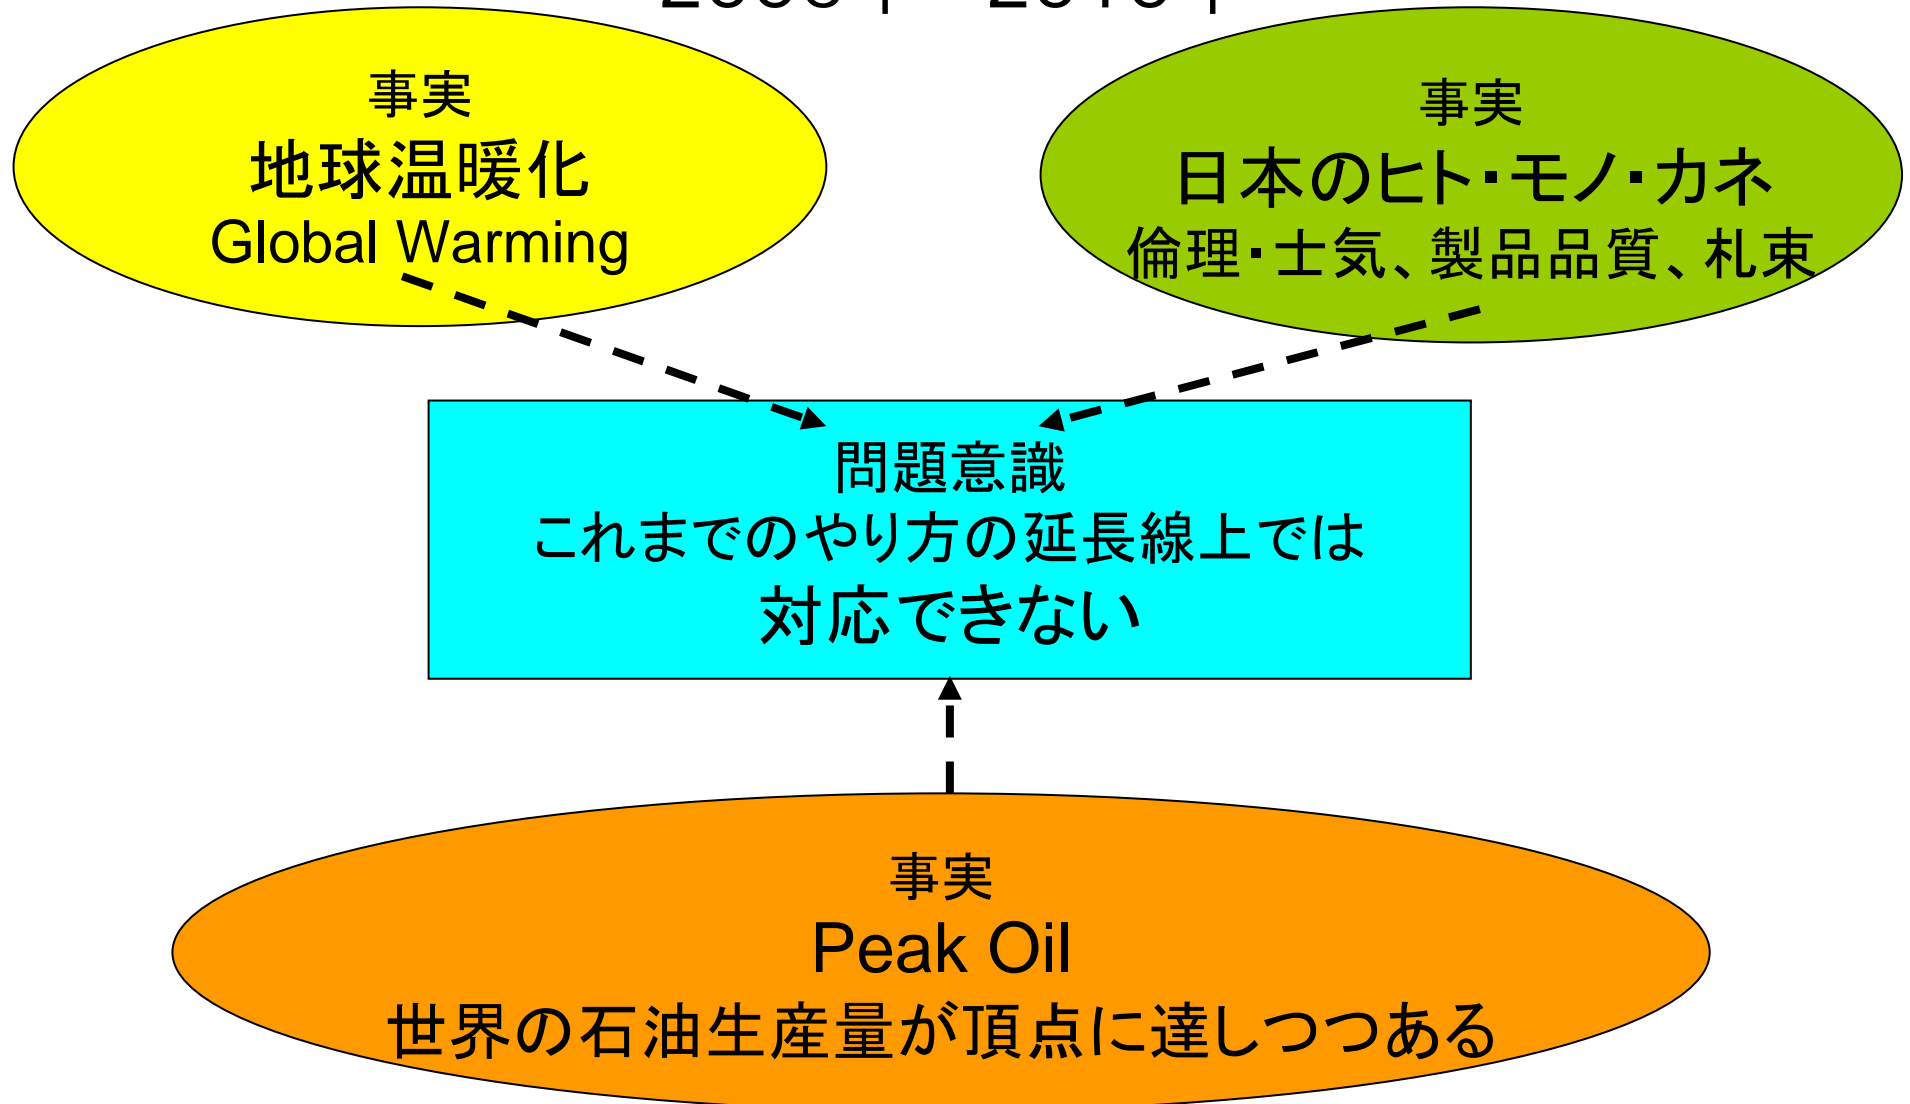 事実
地球温暖化
Global Warming
事実
日本のヒト・モノ・カネ
倫理・士気、製品品質、札束
問題意識
これまでのやり方の延長線上では
対応できない
事実
Peak Oil
世界の石油生産量が頂点に達しつつある